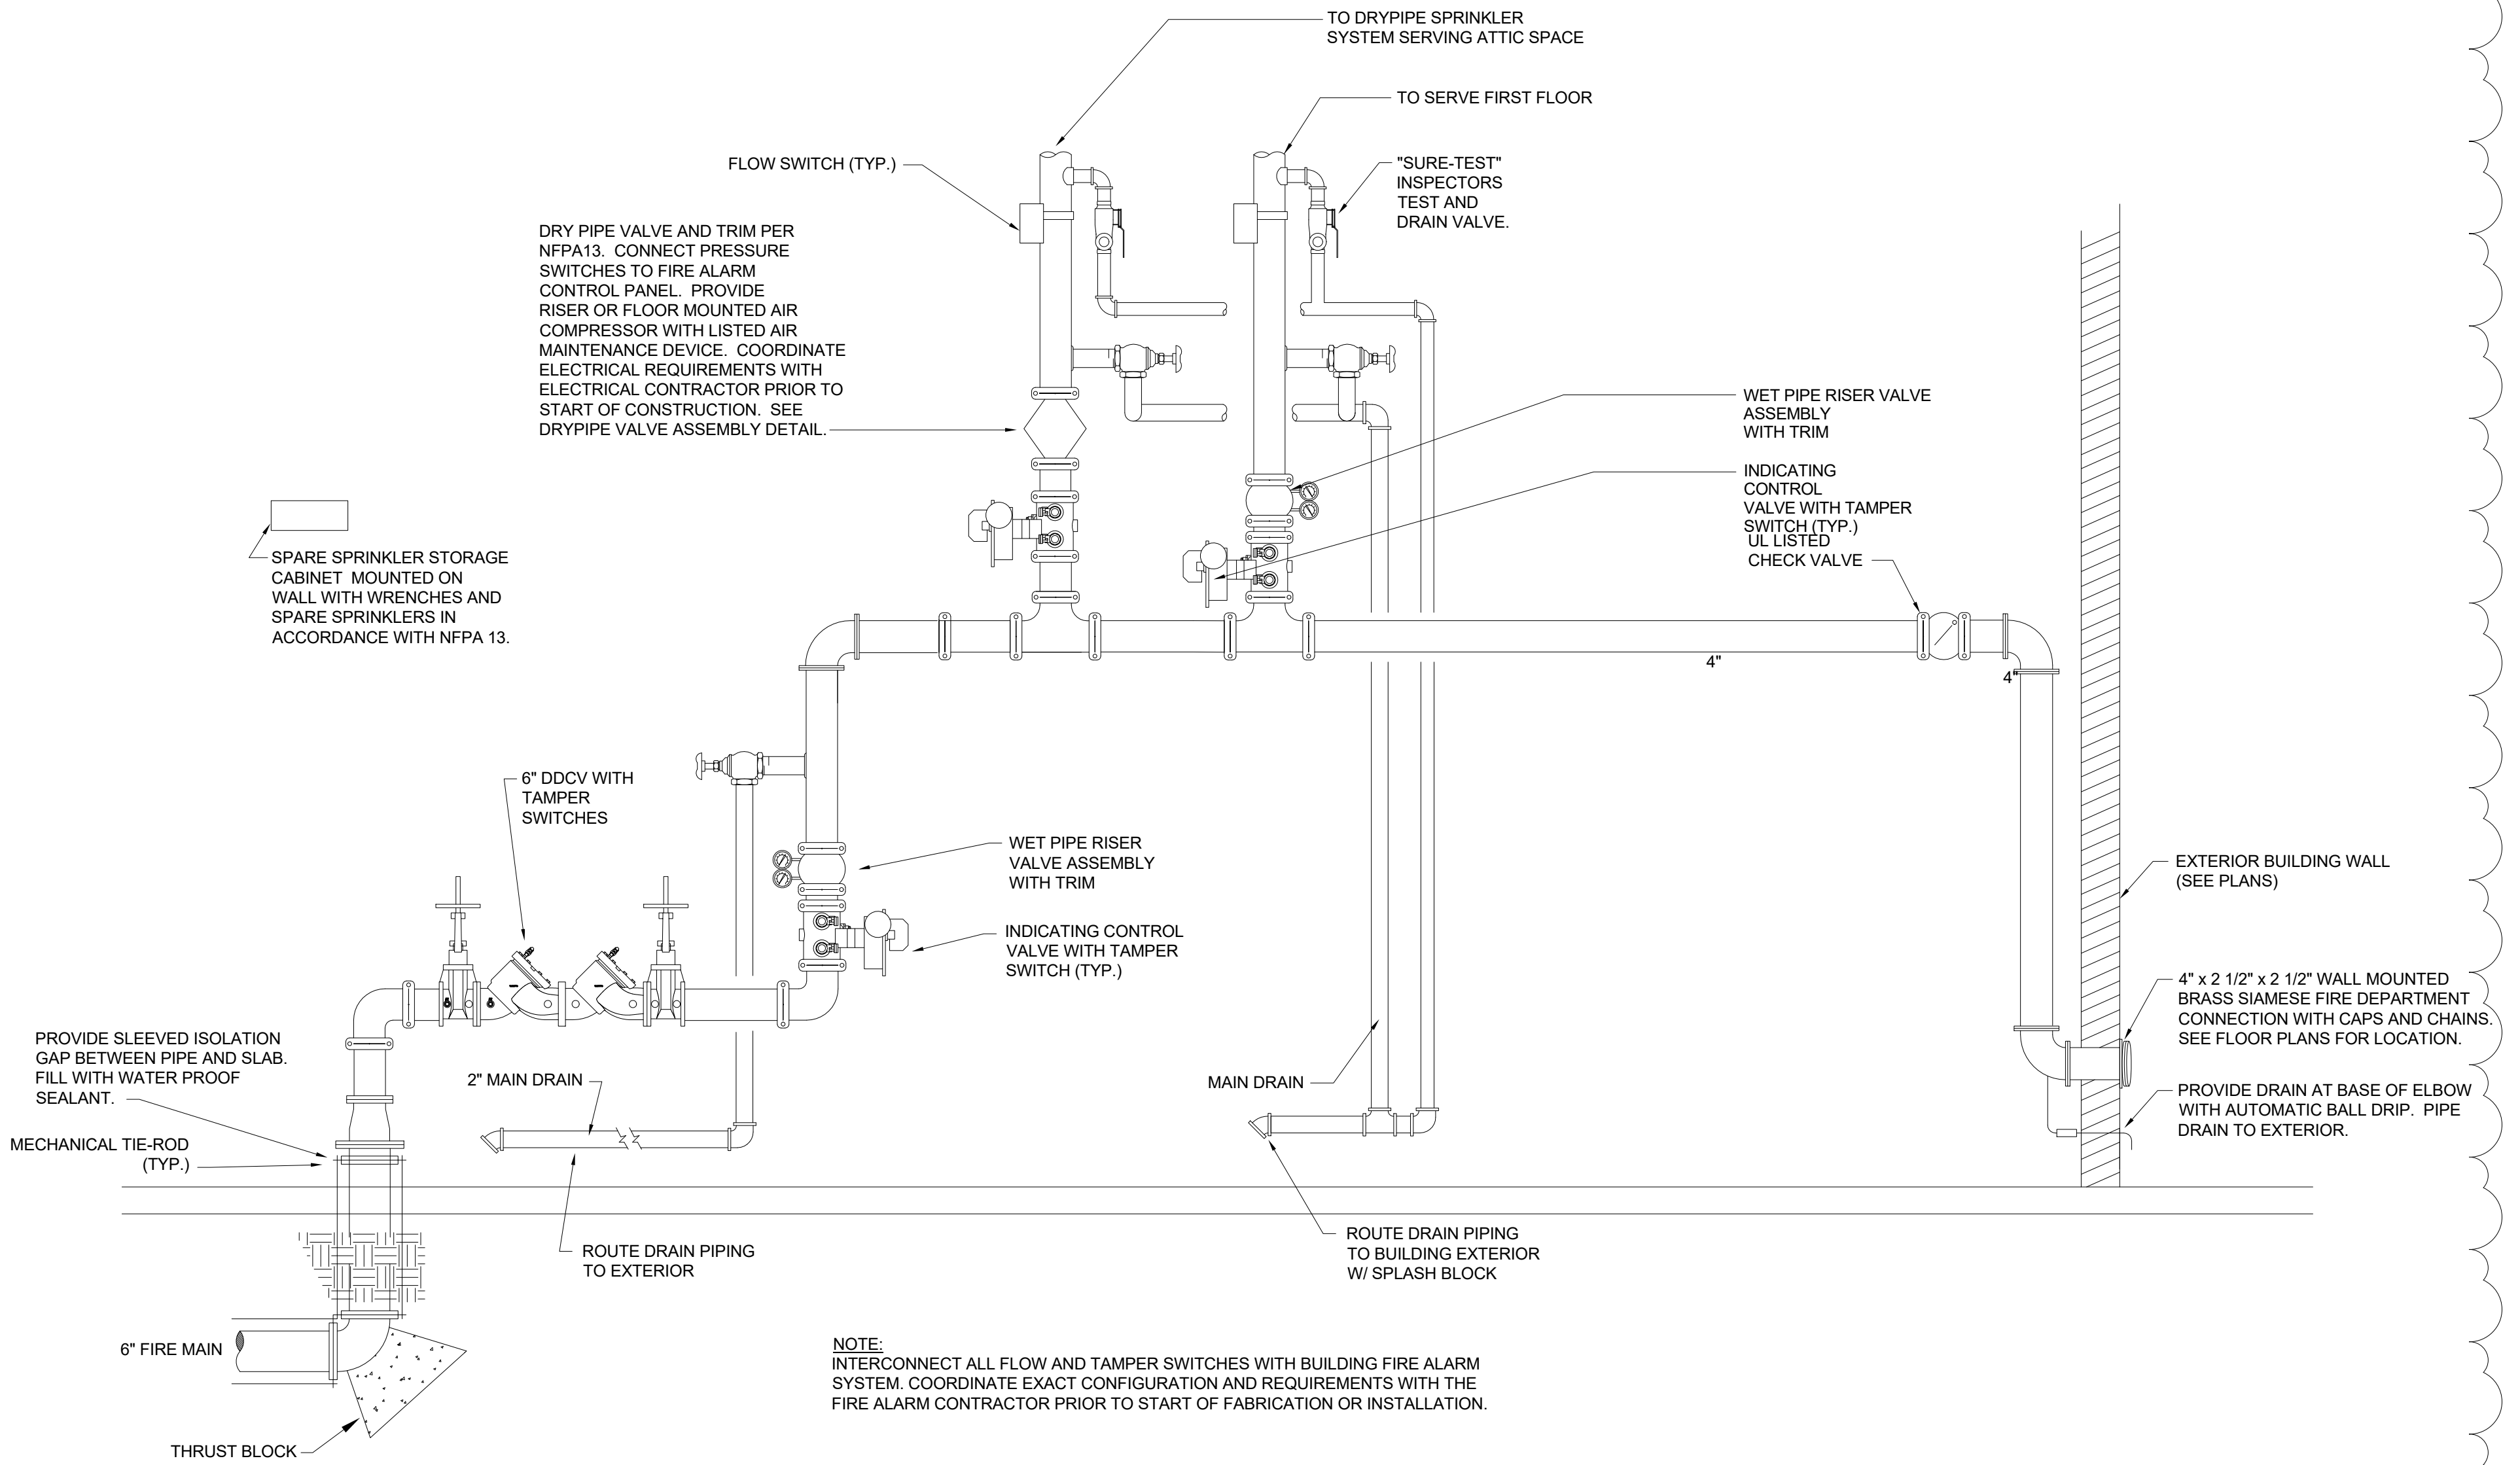 TO DRYPIPE SPRINKLER
SYSTEM SERVING ATTIC SPACE
TO SERVE FIRST FLOOR
FLOW SWITCH (TYP.)
"SURE-TEST"
INSPECTORS
TEST AND
DRAIN VALVE.
DRY PIPE VALVE AND TRIM PER
NFPA13. CONNECT PRESSURE
SWITCHES TO FIRE ALARM
CONTROL PANEL. PROVIDE
RISER OR FLOOR MOUNTED AIR
COMPRESSOR WITH LISTED AIR
MAINTENANCE DEVICE. COORDINATE
ELECTRICAL REQUIREMENTS WITH
ELECTRICAL CONTRACTOR PRIOR TO
START OF CONSTRUCTION. SEE
DRYPIPE VALVE ASSEMBLY DETAIL.
WET PIPE RISER VALVE
ASSEMBLY
WITH TRIM
INDICATING
CONTROL
VALVE WITH TAMPER
SWITCH (TYP.)
UL LISTED
CHECK VALVE
SPARE SPRINKLER STORAGE
CABINET MOUNTED ON
WALL WITH WRENCHES AND
SPARE SPRINKLERS IN
ACCORDANCE WITH NFPA 13.
4"
4"
6" DDCV WITH
TAMPER
SWITCHES
WET PIPE RISER
VALVE ASSEMBLY
WITH TRIM
INDICATING CONTROL
VALVE WITH TAMPER
SWITCH (TYP.)
EXTERIOR BUILDING WALL
(SEE PLANS)
4" x 2 1/2" x 2 1/2" WALL MOUNTED
BRASS SIAMESE FIRE DEPARTMENT
CONNECTION WITH CAPS AND CHAINS.
SEE FLOOR PLANS FOR LOCATION.
PROVIDE SLEEVED ISOLATION
GAP BETWEEN PIPE AND SLAB.
FILL WITH WATER PROOF
SEALANT.
2" MAIN DRAIN
MAIN DRAIN
PROVIDE DRAIN AT BASE OF ELBOW
WITH AUTOMATIC BALL DRIP. PIPE
DRAIN TO EXTERIOR.
MECHANICAL TIE-ROD
(TYP.)
ROUTE DRAIN PIPING
TO EXTERIOR
ROUTE DRAIN PIPING
TO BUILDING EXTERIOR
W/ SPLASH BLOCK
6" FIRE MAIN
NOTE:
INTERCONNECT ALL FLOW AND TAMPER SWITCHES WITH BUILDING FIRE ALARM
SYSTEM. COORDINATE EXACT CONFIGURATION AND REQUIREMENTS WITH THE
FIRE ALARM CONTRACTOR PRIOR TO START OF FABRICATION OR INSTALLATION.
THRUST BLOCK